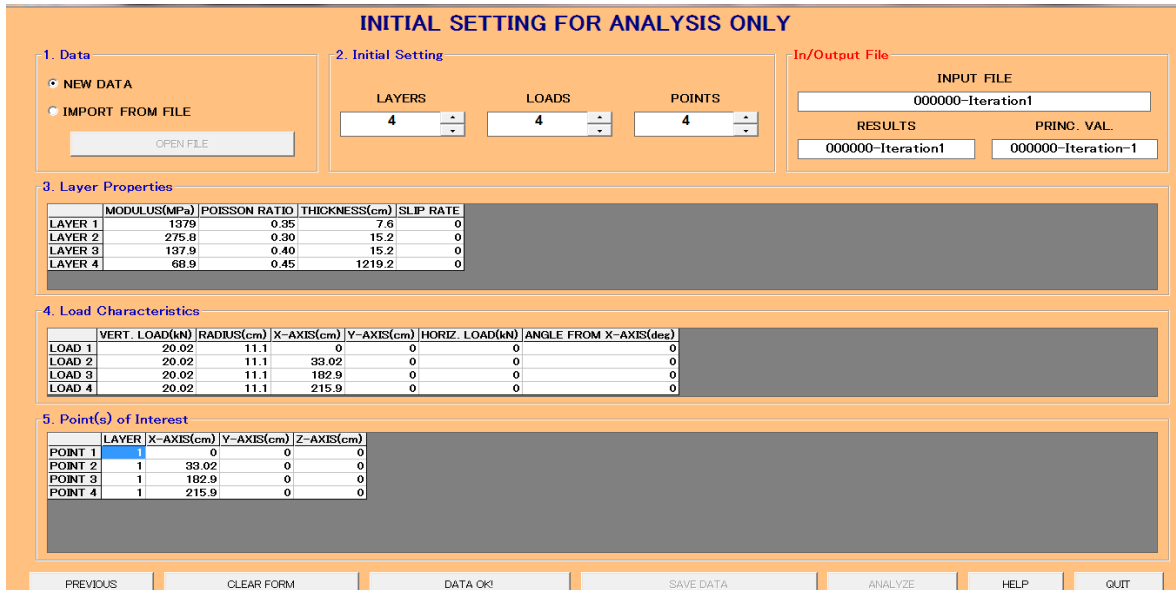 INITIAL SETTING FOR ANALYSIS ONLY
1. Data
NEW DATA
IMPORT FROM FILE
OPEN FILE
2. Initial Setting
LAYERS LOADS POINTS
4 4 4
In/Output File
INPUT FILE
000000-Iteration1
RESULTS PRINC. VAL.
000000-Iteration1 000000-Iteration-1
3. Layer Properties
MODULUS(MPa) POISSON RATIO THICKNESS(cm) SLIP RATE
LAYER 1 1379 0.35 7.6 0
LAYER 2 275.8 0.30 15.2 0
LAYER 3 137.9 0.40 15.2 0
LAYER 4 68.9 0.45 1219.2 0
4. Load Characteristics
VERT. LOAD(kN) RADIUS(cm) X-AXIS(cm) Y-AXIS(cm) HORIZ. LOAD(kN) ANGLE FROM X-AXIS(deg)
LOAD 1 20.02 11.1 0 0 0 0
LOAD 2 20.02 11.1 33.02 0 0 0
LOAD 3 20.02 11.1 182.9 0 0 0
LOAD 4 20.02 11.1 215.9 0 0 0
5. Point(s) of Interest
LAYER X-AXIS(cm) Y-AXIS(cm) Z-AXIS(cm)
POINT 1 1 0 0 0
POINT 2 1 33.02 0 0
POINT 3 1 182.9 0 0
POINT 4 1 215.9 0 0
PREVIOUS CLEAR FORM DATA OK! SAVE DATA ANALYZE HELP QUIT